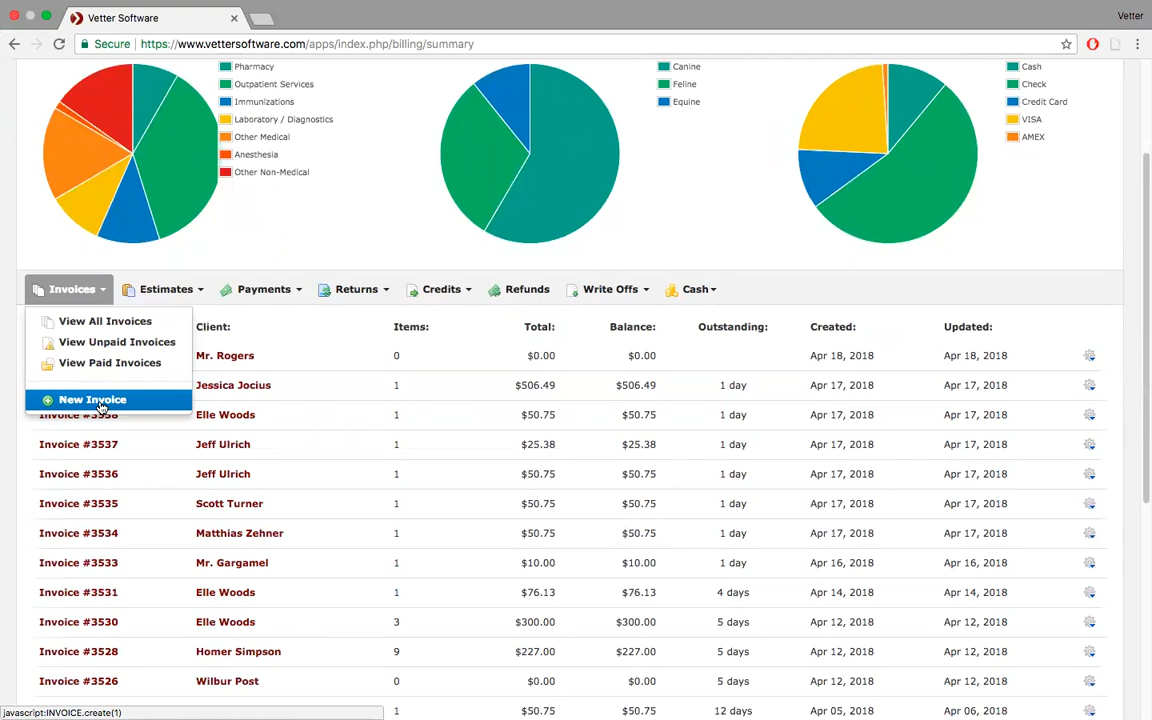 Vetter Software
Vetter
Secure https://www.vettersoftware.com/apps/index.php/billing/summary
Pharmacy
Outpatient Services
Immunizations
Laboratory / Diagnostics
Other Medical
Anesthesia
Other Non-Medical
Canine
Feline
Equine
Cash
Check
Credit Card
VISA
AMEX
Invoices Estimates Payments Returns Credits Refunds Write Offs Cash
View All Invoices
View Unpaid Invoices
View Paid Invoices
New Invoice
Client: Items: Total: Balance: Outstanding: Created: Updated:
Mr. Rogers 0 $0.00 $0.00 Apr 18, 2018 Apr 18, 2018
Jessica Jocius 1 $506.49 $506.49 1 day Apr 17, 2018 Apr 17, 2018
Invoice #3538 Elle Woods 1 $50.75 $50.75 1 day Apr 17, 2018 Apr 17, 2018
Invoice #3537 Jeff Ulrich 1 $25.38 $25.38 1 day Apr 17, 2018 Apr 17, 2018
Invoice #3536 Jeff Ulrich 1 $50.75 $50.75 1 day Apr 17, 2018 Apr 17, 2018
Invoice #3535 Scott Turner 1 $50.75 $50.75 1 day Apr 17, 2018 Apr 17, 2018
Invoice #3534 Matthias Zehner 1 $50.75 $50.75 1 day Apr 17, 2018 Apr 17, 2018
Invoice #3533 Mr. Gargamel 1 $10.00 $10.00 1 day Apr 16, 2018 Apr 17, 2018
Invoice #3531 Elle Woods 1 $76.13 $76.13 4 days Apr 14, 2018 Apr 14, 2018
Invoice #3530 Elle Woods 3 $300.00 $300.00 5 days Apr 12, 2018 Apr 12, 2018
Invoice #3528 Homer Simpson 9 $227.00 $227.00 5 days Apr 12, 2018 Apr 12, 2018
Invoice #3526 Wilbur Post 0 $0.00 $0.00 5 days Apr 12, 2018 Apr 12, 2018
1 $50.75 $50.75 12 days Apr 05, 2018 Apr 06, 2018
javascript:INVOICE.create(1)